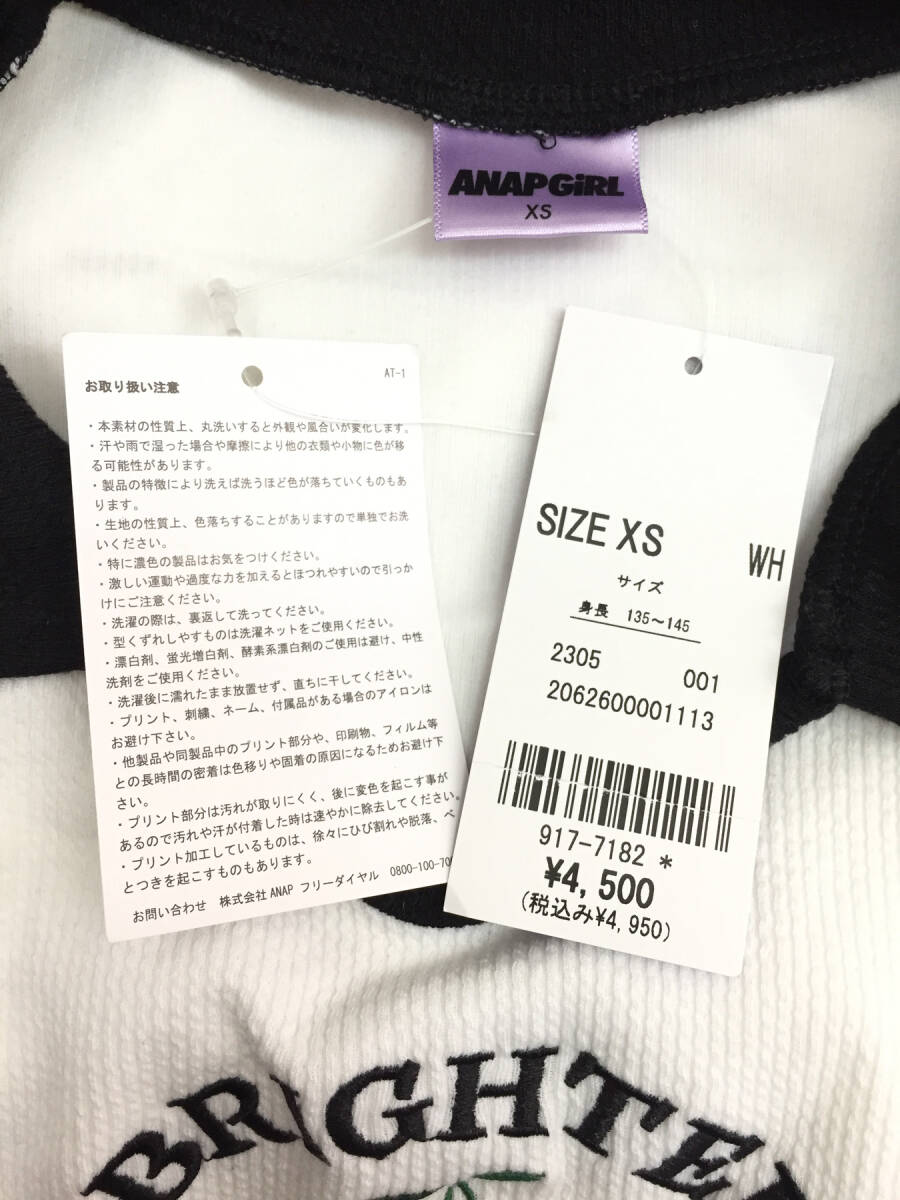 ANAPGiRL
XS
お取り扱い注意
AT-1
・本素材の性質上、丸洗いすると外観や風合いが変化します。
・汗や雨で湿った場合や摩擦により他の衣類や小物に色が移
る可能性があります。
・製品の特徴により洗えば洗うほど色が落ちていくものもあ
ります。
・生地の性質上、色落ちすることがありますので単独でお洗
いください。
・特に濃色の製品はお気をつけください。
・激しい運動や過度な力を加えるとほつれやすいので引っか
けにご注意ください。
・洗濯の際は、裏返して洗ってください。
・型くずれしやすものは洗濯ネットをご使用ください。
・漂白剤、蛍光増白剤、酵素系漂白剤のご使用は避け、中性
洗剤をご使用ください。
・洗濯後に濡れたまま放置せず、直ちに干してください。
・プリント、刺繍、ネーム、付属品がある場合のアイロンは
お避け下さい。
・他製品や同製品中のプリント部分や、印刷物、フィルム等
との長時間の密着は色移りや固着の原因になるためお避け下
さい。
・プリント部分は汚れが取りにくく、後に変色を起こす事が
あるので汚れや汗が付着した時は速やかに除去してください。
・プリント加工しているものは、徐々にひび割れや脱落、べ
とつきを起こすものもあります。
お問い合わせ 株式会社ANAP フリーダイヤル 0800-100-70
SIZE XS
WH
サイズ
身長 135～145
2305 001
2062600001113
917-7182 *
¥4,500
(税込み¥4,950)
BRIGHTE